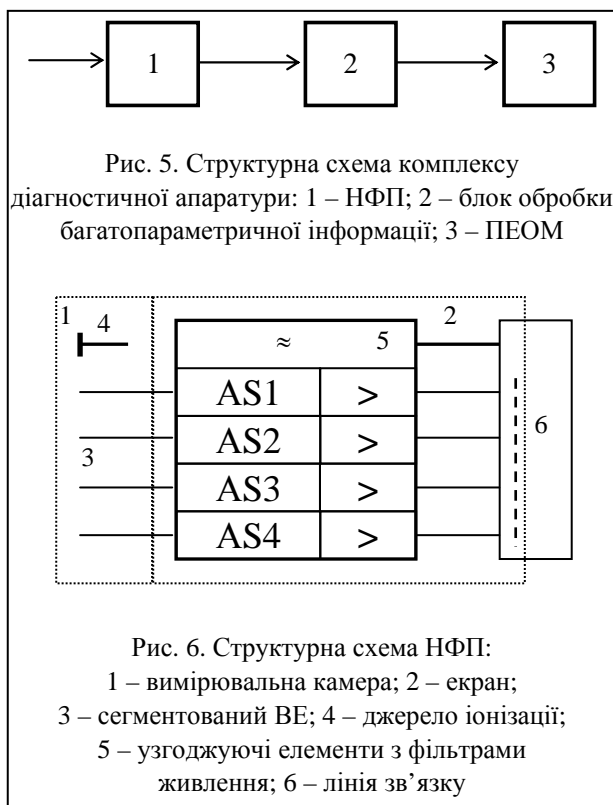 1 2 3
Рис. 5. Структурна схема комплексу
діагностичної апаратури: 1 – НФП; 2 – блок обробки
багатопараметричної інформації; 3 – ПЕОМ
1 4 ≈ 5 2
AS1 >
AS2 >
6
3
AS3 >
AS4 >
Рис. 6. Структурна схема НФП:
1 – вимірювальна камера; 2 – екран;
3 – сегментований ВЕ; 4 – джерело іонізації;
5 – узгоджуючі елементи з фільтрами
живлення; 6 – лінія зв’язку